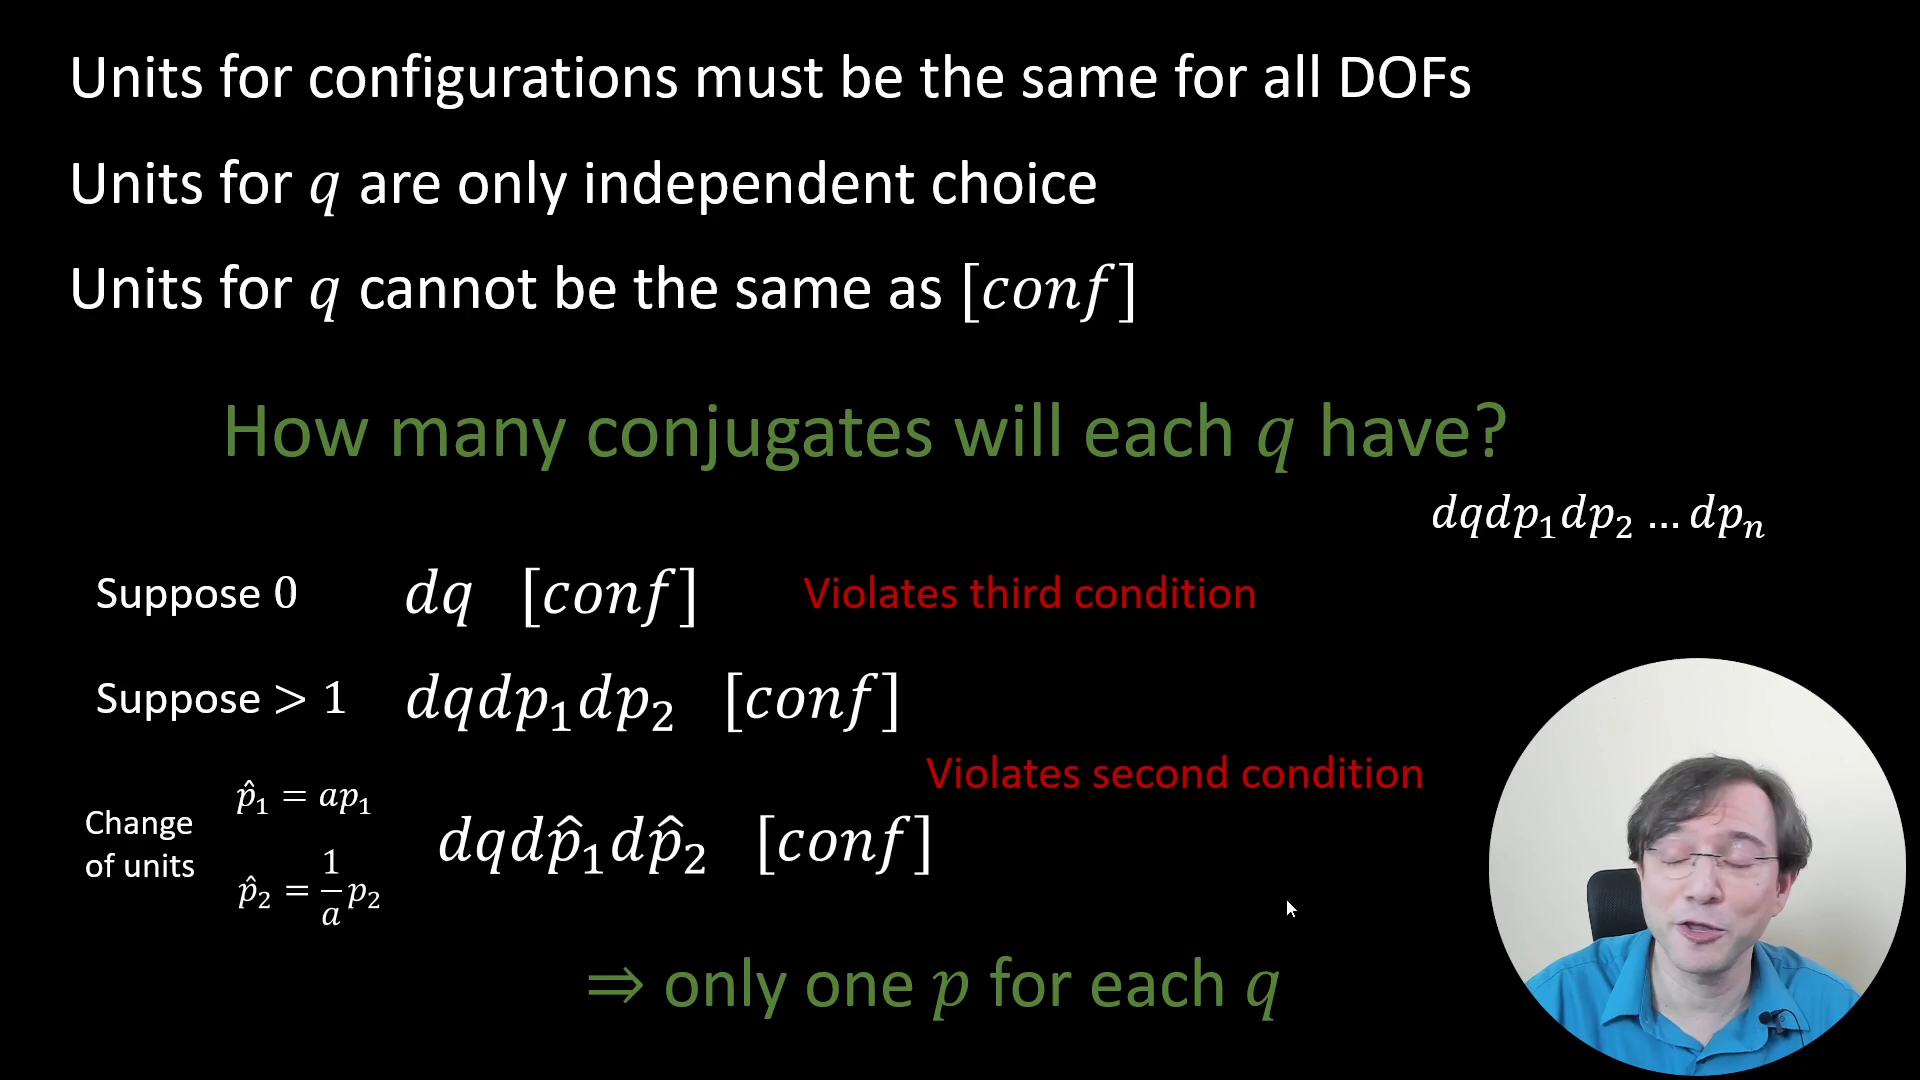 Units for configurations must be the same for all DOFs
Units for q are only independent choice
Units for q cannot be the same as [conf]
How many conjugates will each q have?
dqdp₁dp₂ … dpₙ
Suppose 0 dq [conf] Violates third condition
Suppose > 1 dqdp₁dp₂ [conf]
Violates second condition
Change of units
p̂₁ = ap₁
p̂₂ = 1/a p₂
dqdp̂₁dp̂₂ [conf]
⇒ only one p for each q